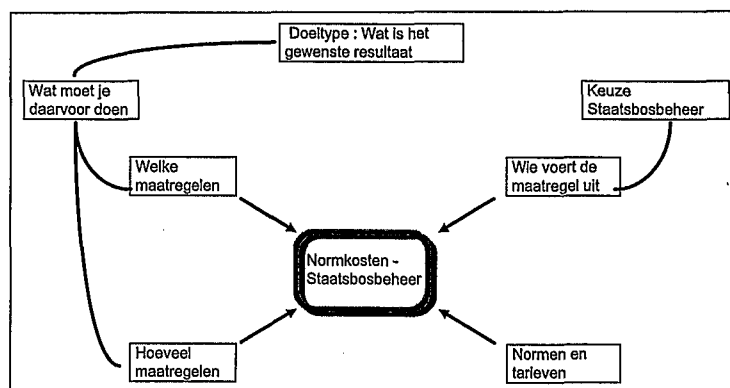 Doeltype : Wat is het
gewenste resultaat
Wat moet je
daarvoor doen
Keuze
Staatsbosbeheer
Welke
maatregelen
Wie voert de
maatregel uit
Normkosten -
Staatsbosbeheer
Hoeveel
maatregelen
Normen en
tarleven